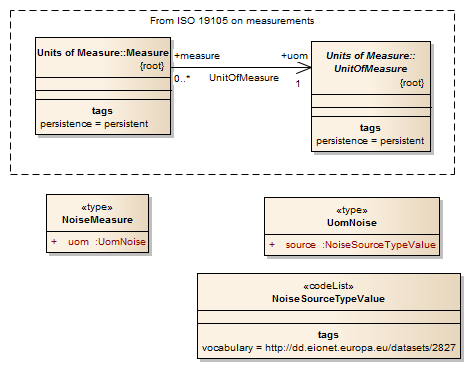 From ISO 19105 on measurements
Units of Measure::Measure
{root}
tags
persistence = persistent
+measure
+uom
0..*
UnitOfMeasure
1
Units of Measure::
UnitOfMeasure
{root}
tags
persistence = persistent
«type»
NoiseMeasure
+ uom :UomNoise
«type»
UomNoise
+ source :NoiseSourceTypeValue
«codeList»
NoiseSourceTypeValue
tags
vocabulary = http://dd.eionet.europa.eu/datasets/2827